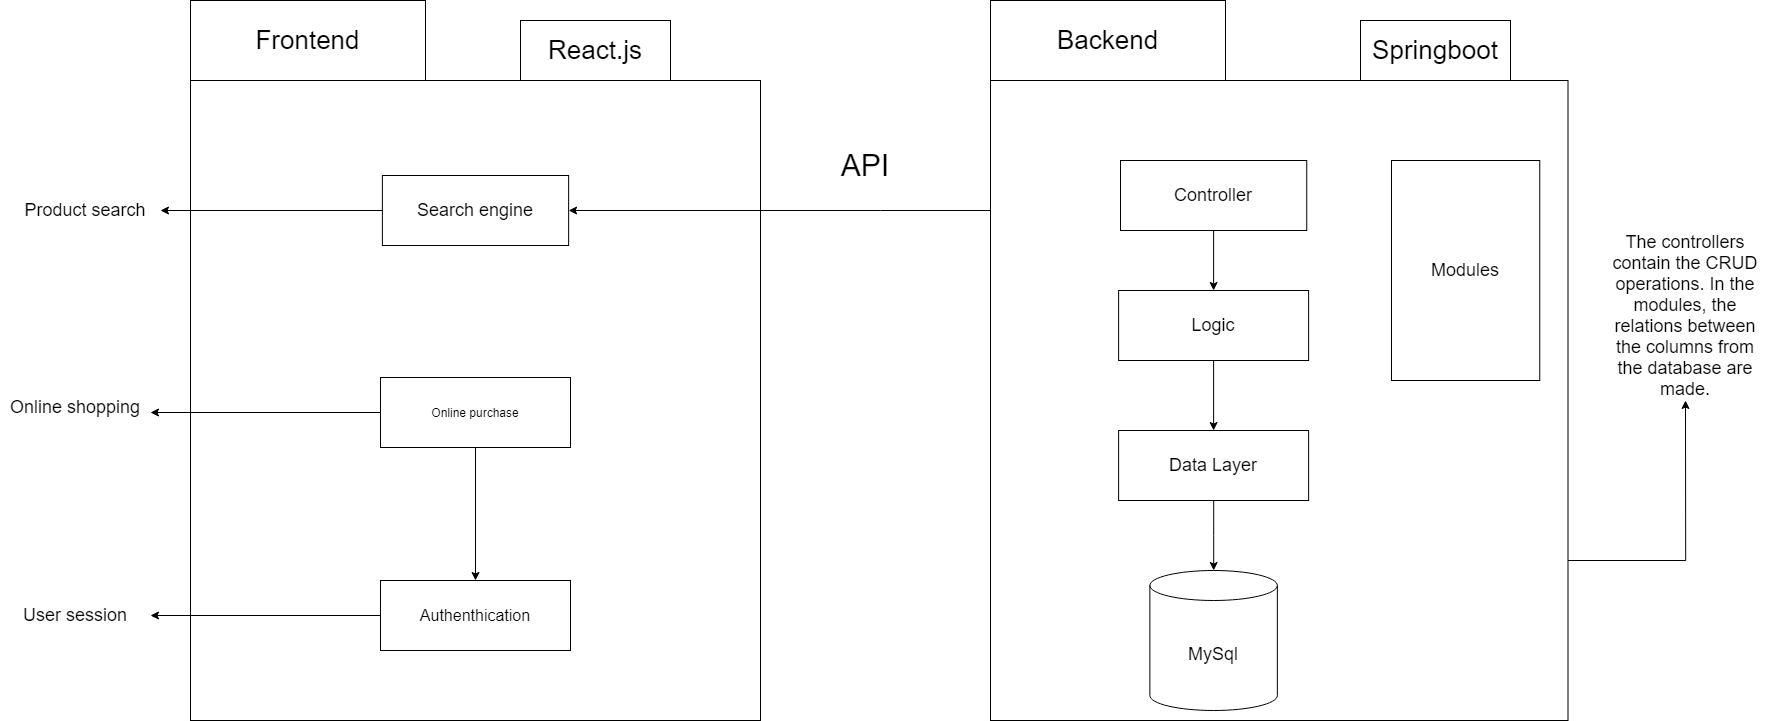 Frontend
React.js
Backend
Springboot
API
Product search
Search engine
Controller
Modules
Logic
Online shopping
Online purchase
Data Layer
User session
Authenthication
MySql
The controllers
contain the CRUD
operations. In the
modules, the
relations between
the columns from
the database are
made.